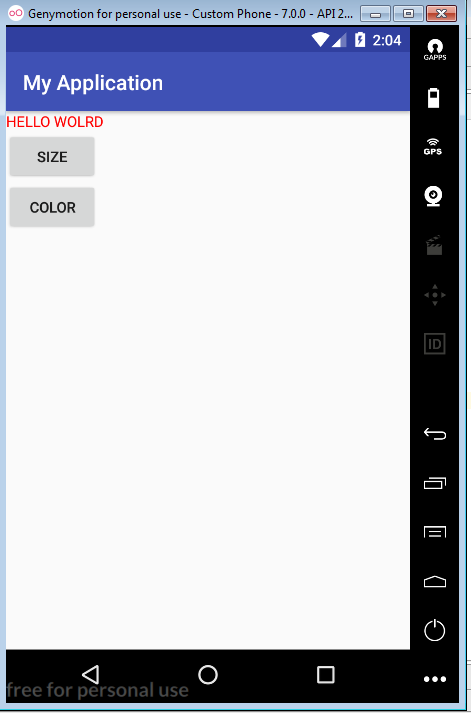 Genymotion for personal use - Custom Phone - 7.0.0 - API 2...
2:04
GAPPS
My Application
HELLO WOLRD
GPS
SIZE
COLOR
ID
free for personal use